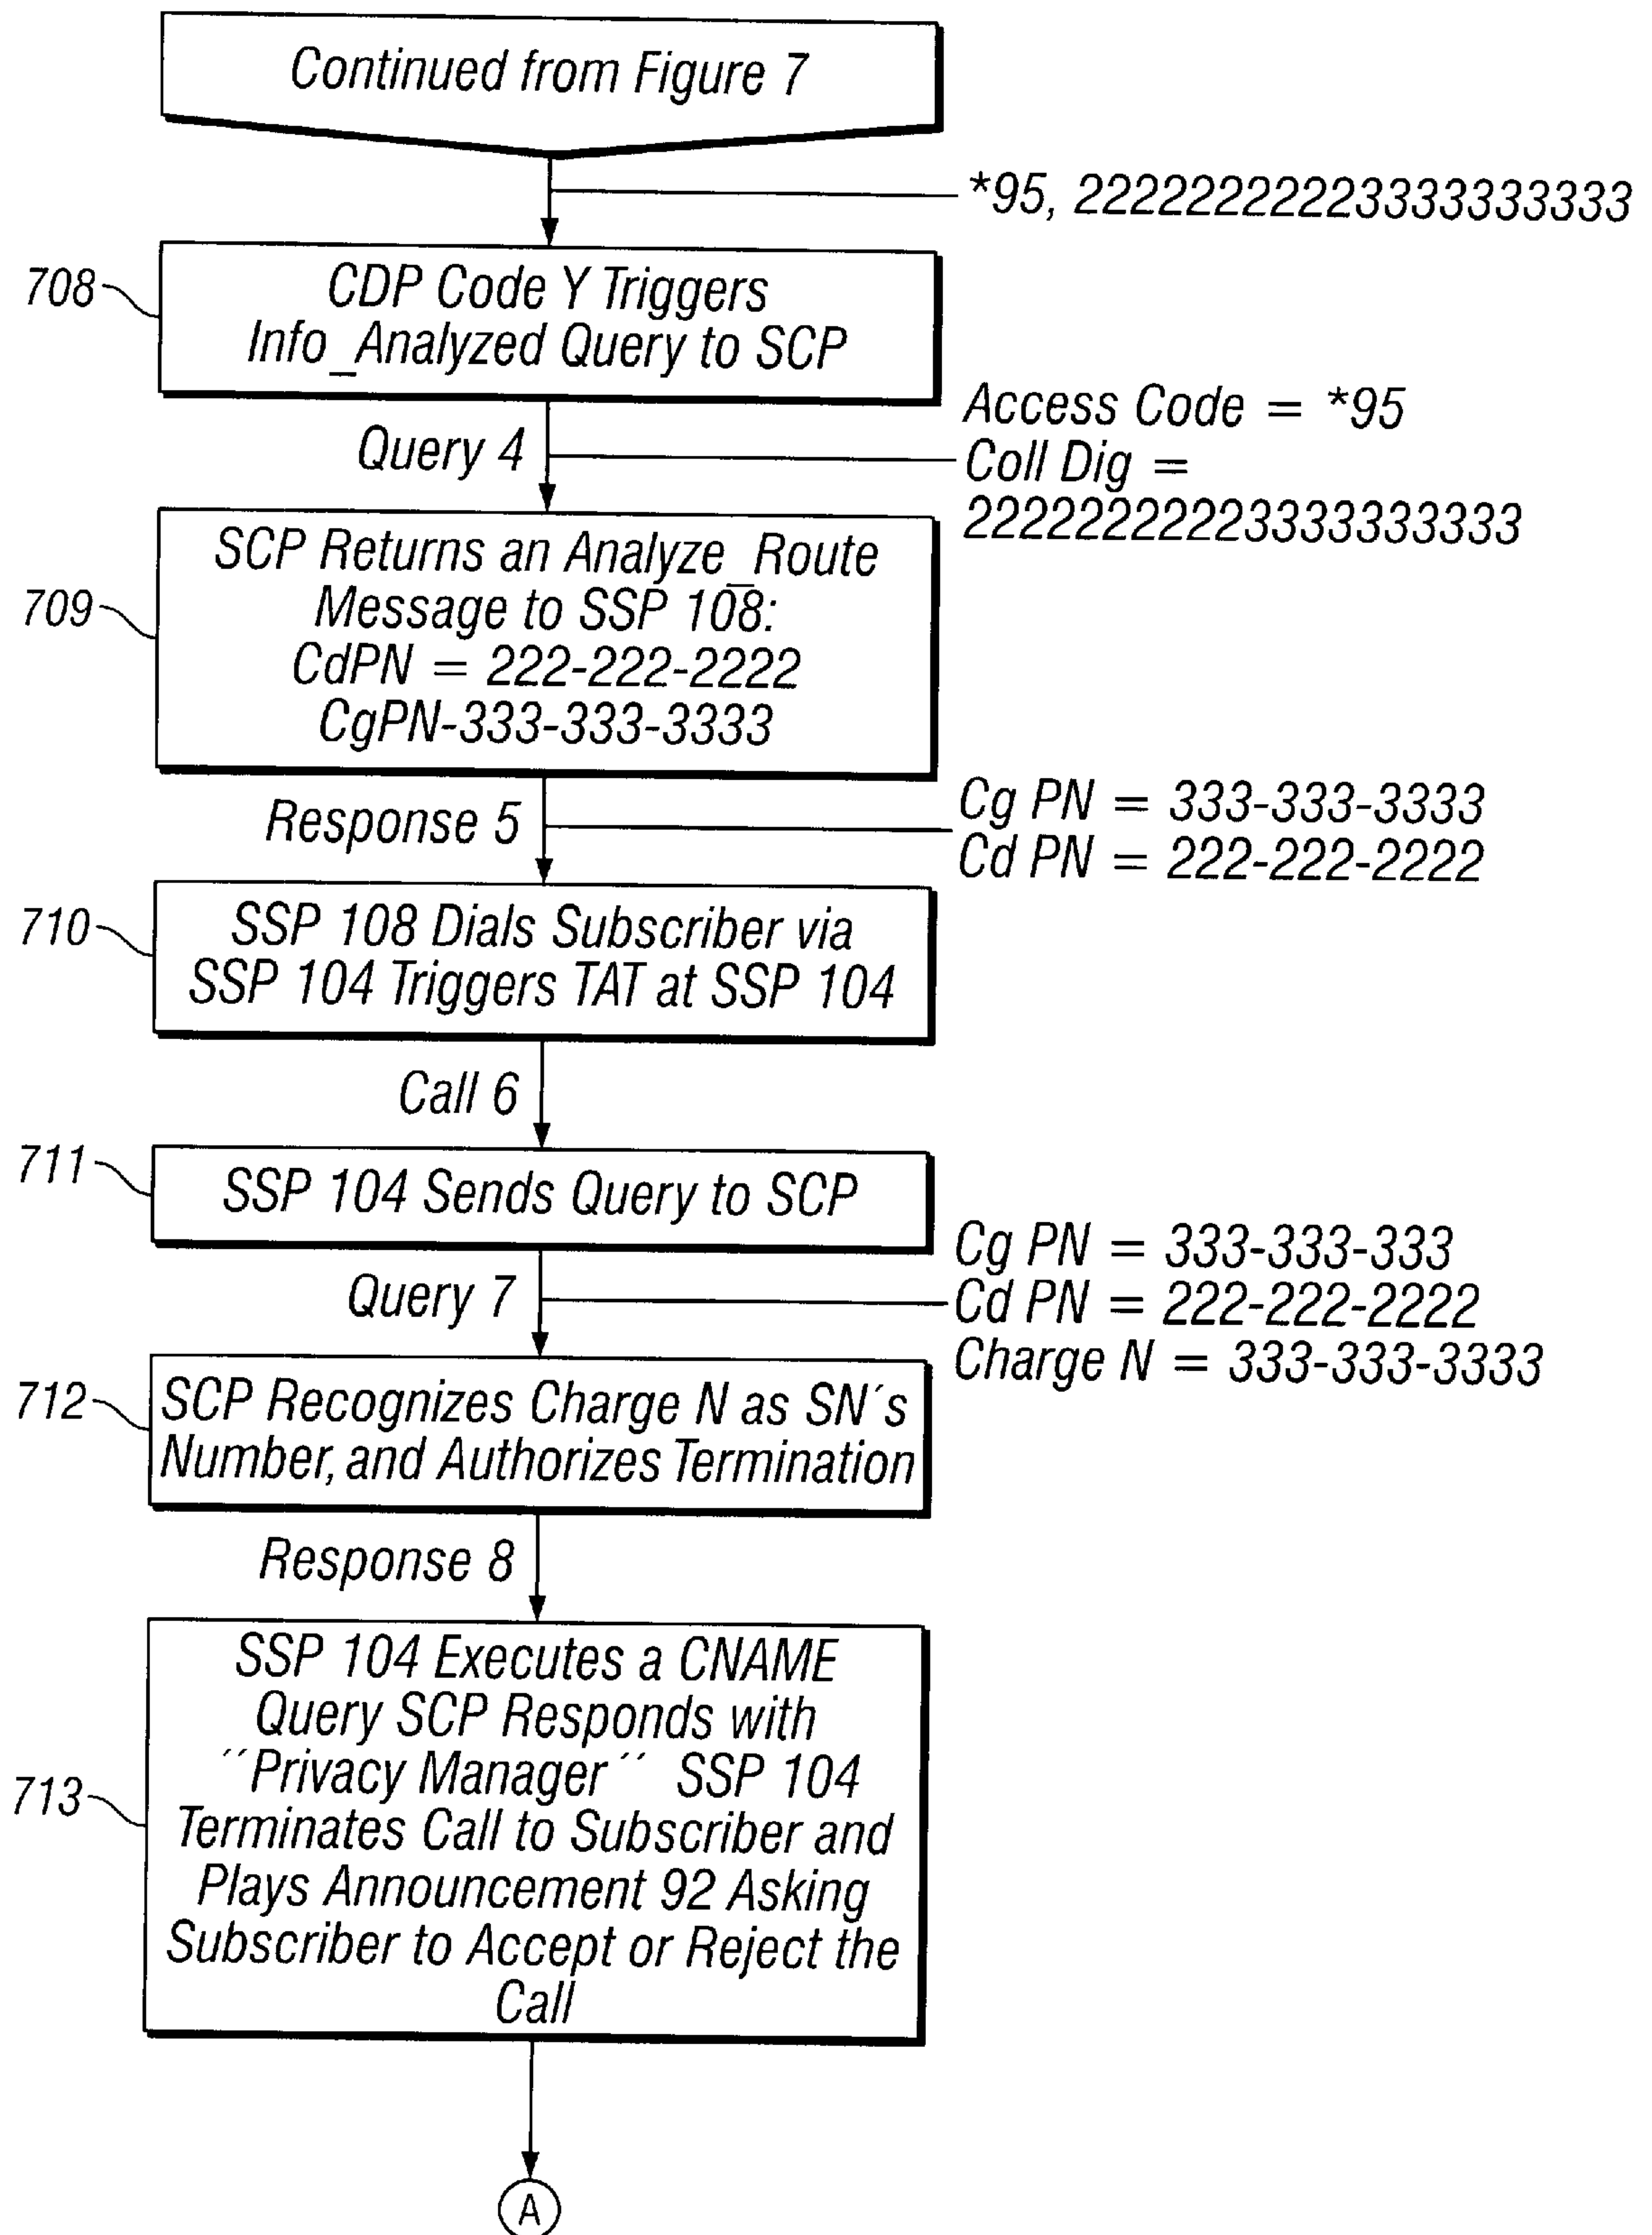 Continued from Figure 7
*95, 22222222223333333333
708
CDP Code Y Triggers
Info_Analyzed Query to SCP
Query 4
Access Code = *95
Coll Dig =
22222222223333333333
709
SCP Returns an Analyze_Route
Message to SSP 108:
CdPN = 222-222-2222
CgPN-333-333-3333
Response 5
Cg PN = 333-333-3333
Cd PN = 222-222-2222
710
SSP 108 Dials Subscriber via
SSP 104 Triggers TAT at SSP 104
Call 6
711
SSP 104 Sends Query to SCP
Query 7
Cg PN = 333-333-333
Cd PN = 222-222-2222
Charge N = 333-333-3333
712
SCP Recognizes Charge N as SN´s
Number, and Authorizes Termination
Response 8
713
SSP 104 Executes a CNAME
Query SCP Responds with
´´Privacy Manager´´ SSP 104
Terminates Call to Subscriber and
Plays Announcement 92 Asking
Subscriber to Accept or Reject the
Call
A